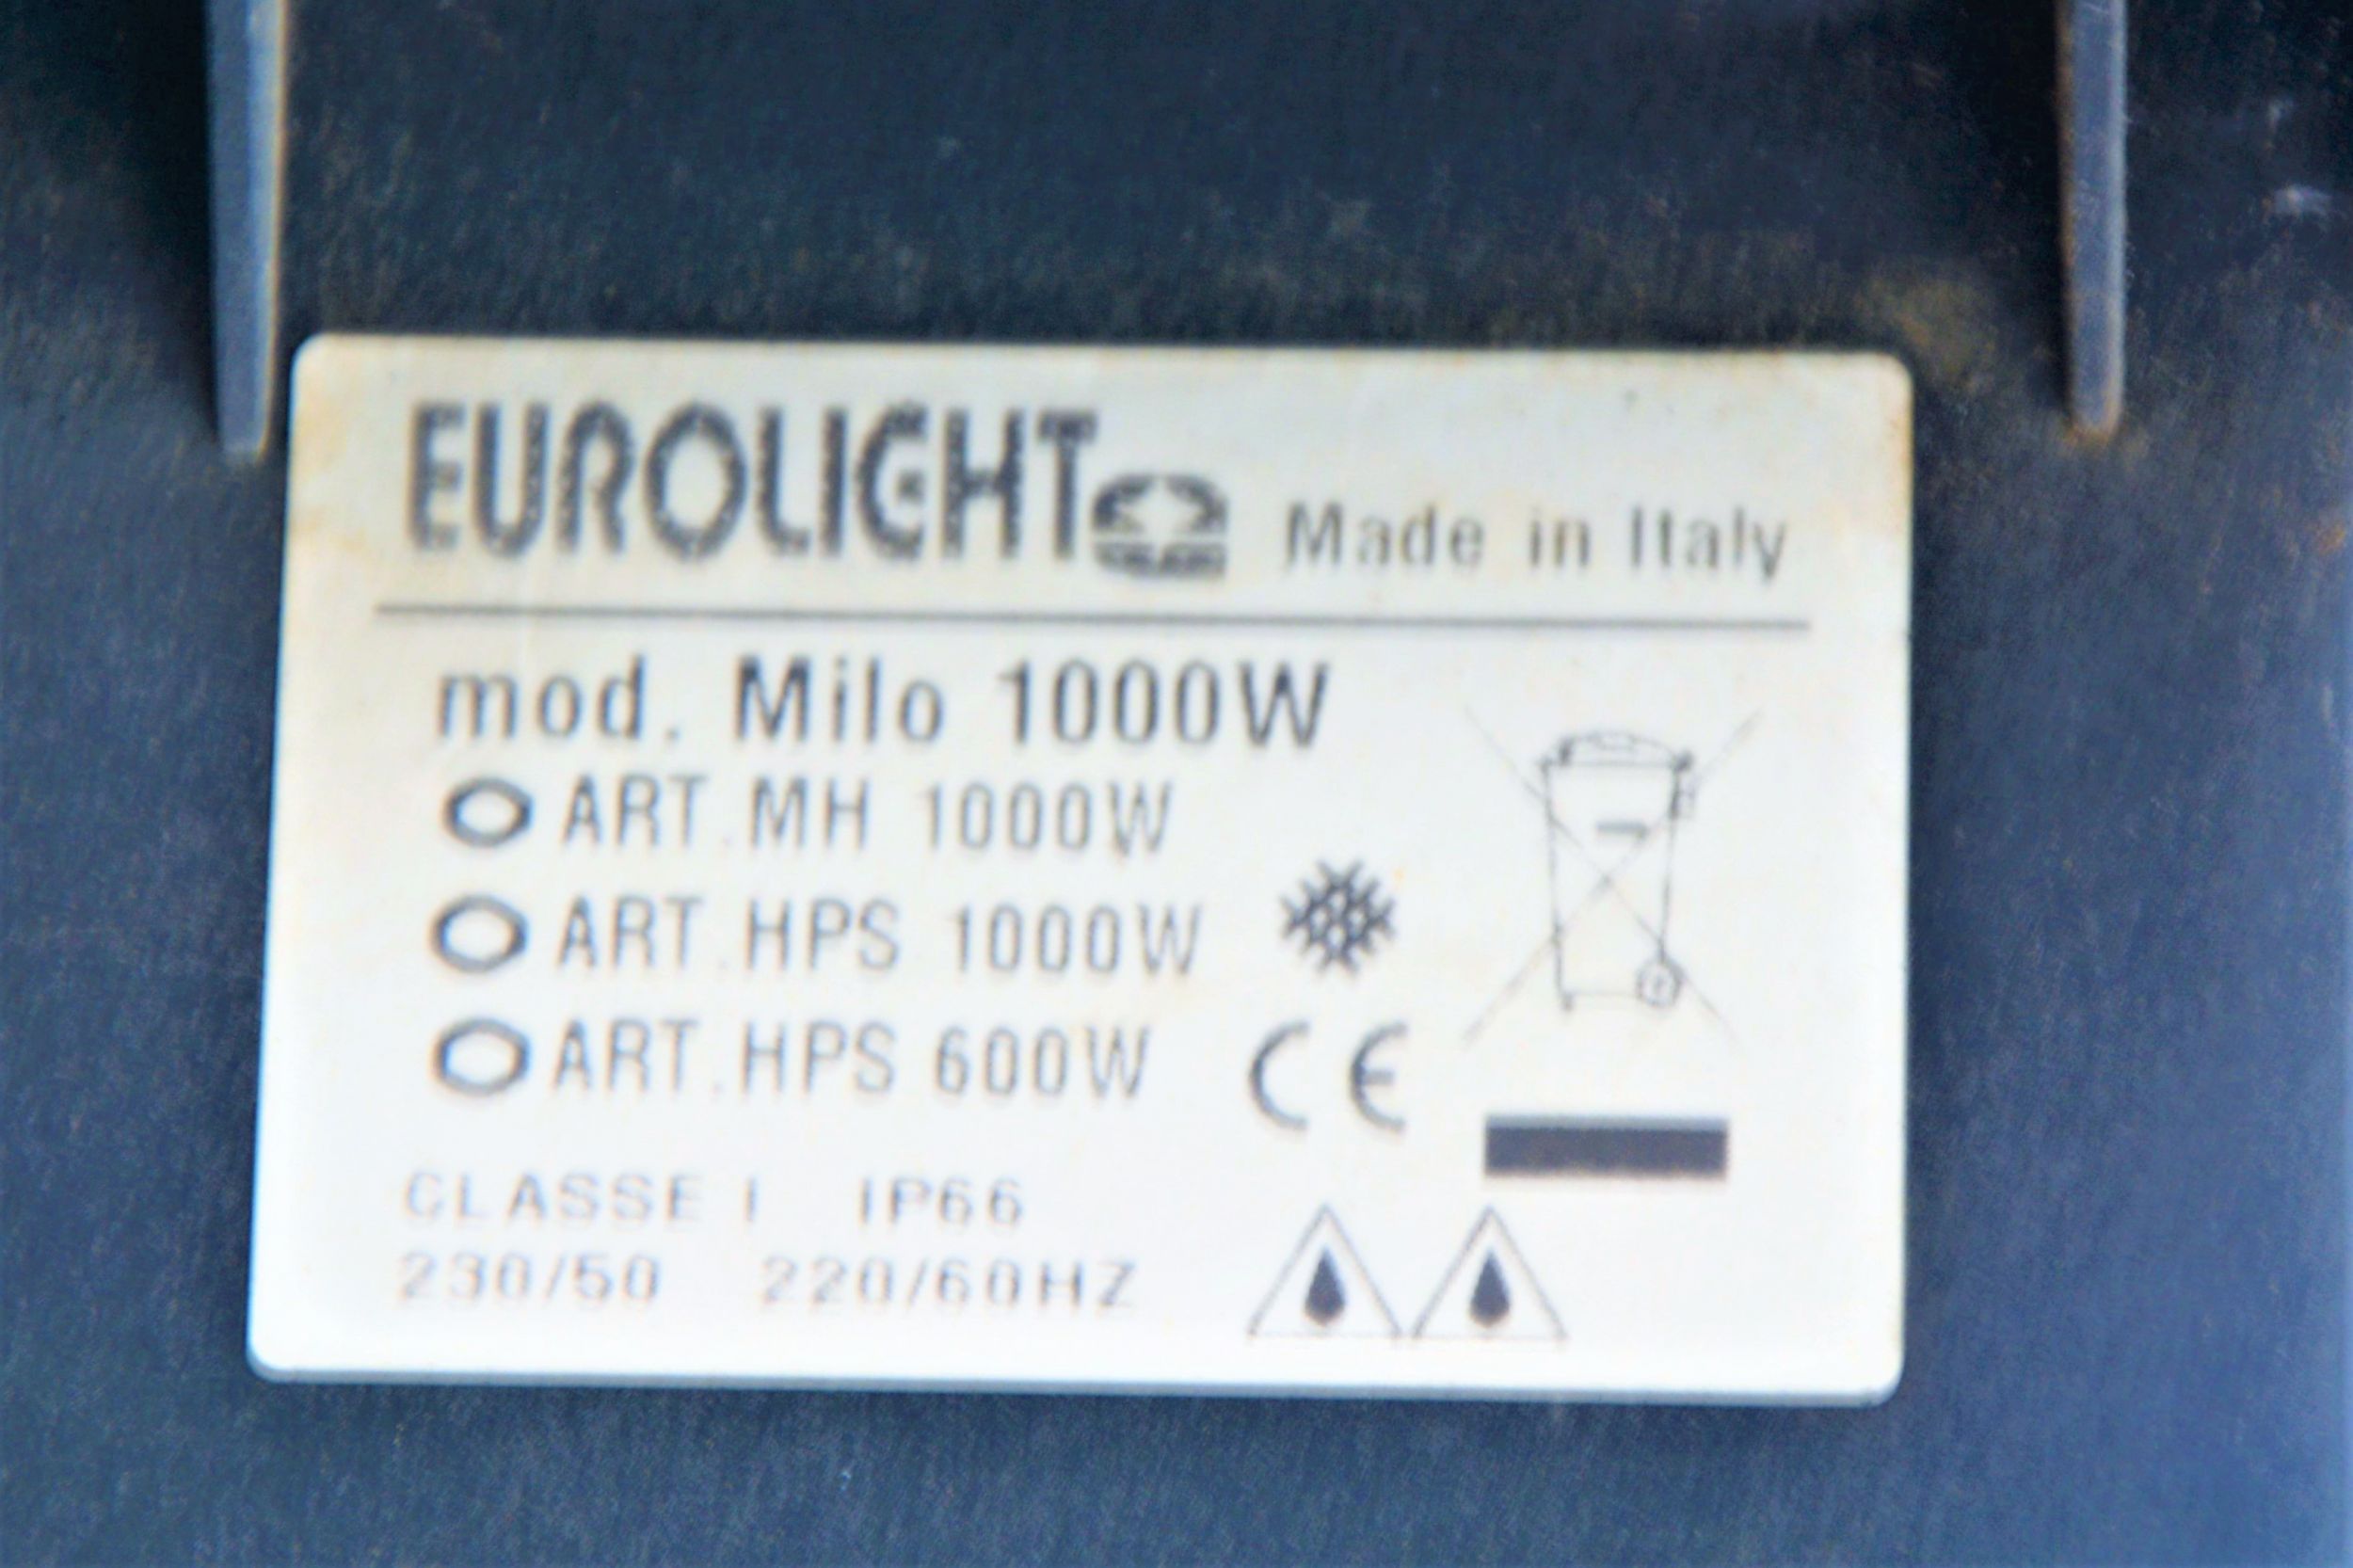 EUROLIGHT Made in Italy
mod. Milo 1000W
ART.MH 1000W
ART.HPS 1000W
ART.HPS 600W
CE
CLASSE I IP66
230/50 220/60HZ